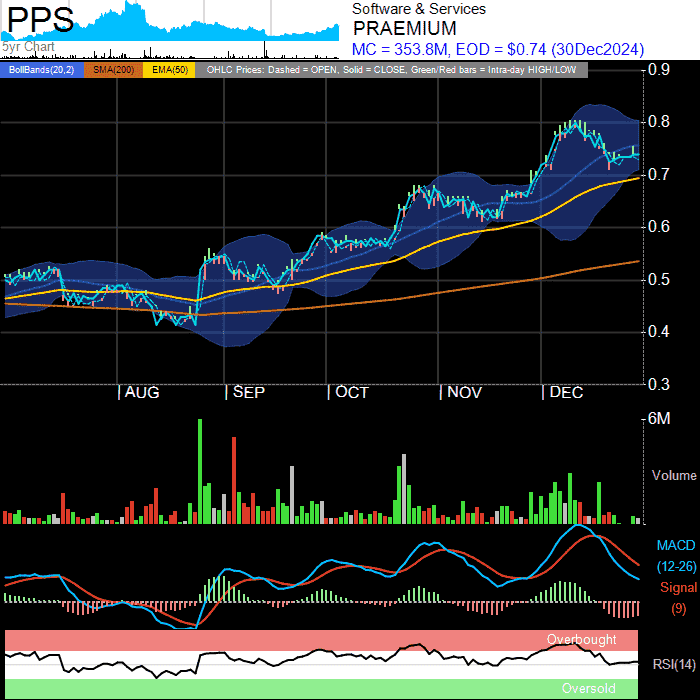 PPS
5yr Chart
Software & Services
PRAEMIUM
MC = 353.8M, EOD = $0.74 (30Dec2024)
BollBands(20,2) SMA(200) EMA(50) OHLC Prices: Dashed = OPEN, Solid = CLOSE, Green/Red bars = Intra-day HIGH/LOW
0.9
0.8
0.7
0.6
0.5
0.4
0.3
AUG SEP OCT NOV DEC
6M
Volume
MACD
(12-26)
Signal
(9)
Overbought
RSI(14)
Oversold